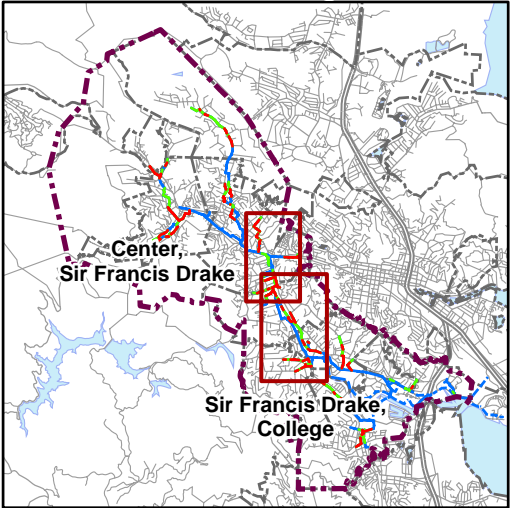 Center,
Sir Francis Drake
Sir Francis Drake,
College